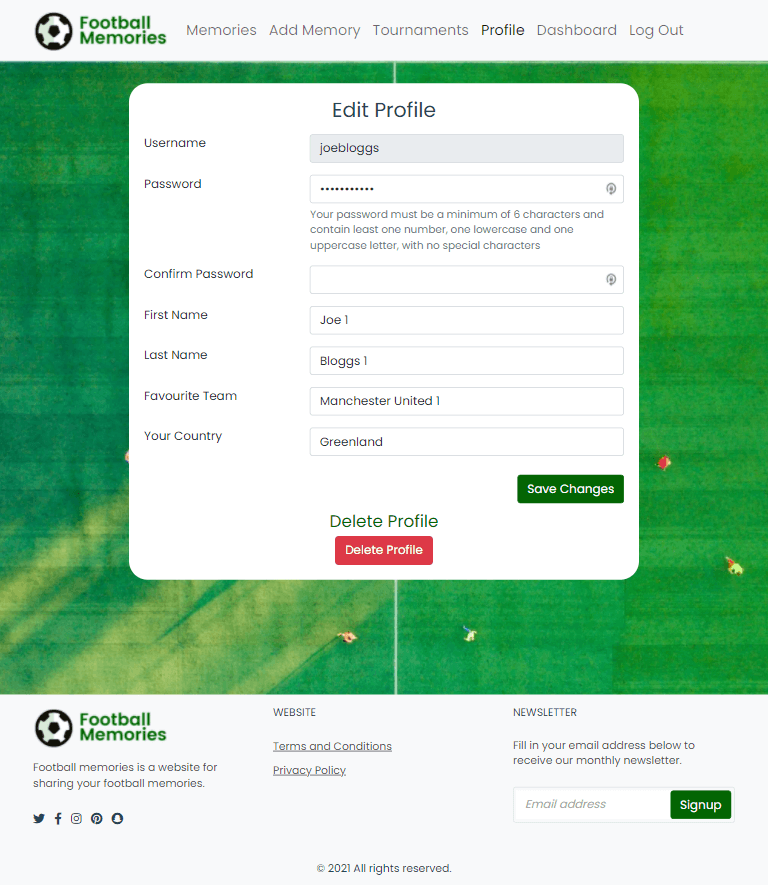 Football Memories
Memories Add Memory Tournaments Profile Dashboard Log Out
Edit Profile
Username
joebloggs
Password
•••••••••••
Your password must be a minimum of 6 characters and
contain least one number, one lowercase and one
uppercase letter, with no special characters
Confirm Password
First Name
Joe 1
Last Name
Bloggs 1
Favourite Team
Manchester United 1
Your Country
Greenland
Save Changes
Delete Profile
Delete Profile
Football
Memories
Football memories is a website for
sharing your football memories.
WEBSITE
Terms and Conditions
Privacy Policy
NEWSLETTER
Fill in your email address below to
receive our monthly newsletter.
Email address
Signup
© 2021 All rights reserved.